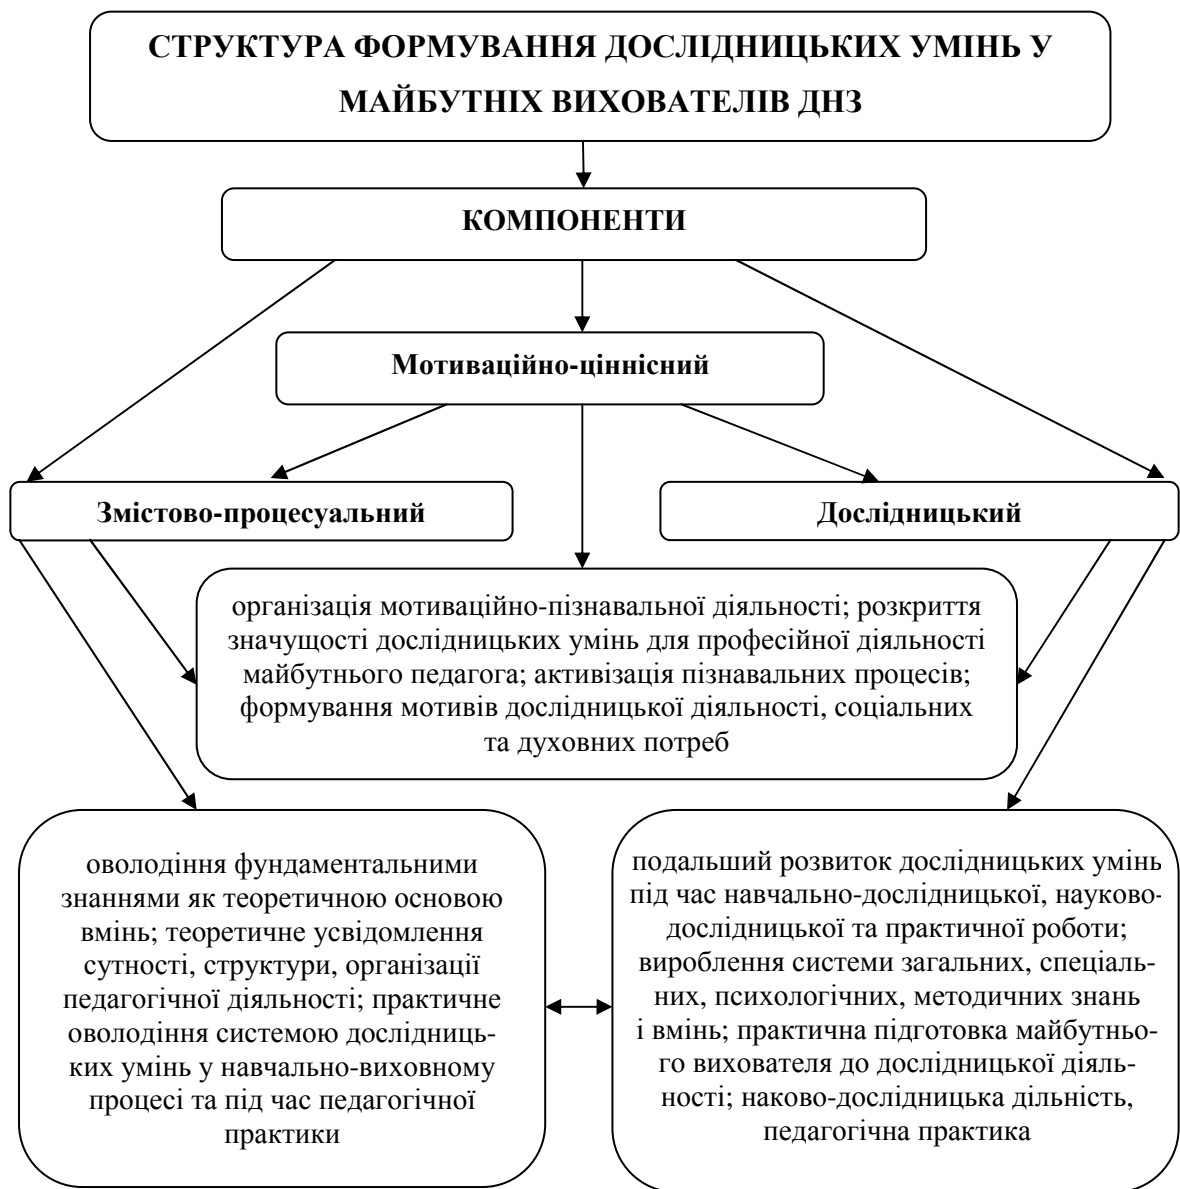 СТРУКТУРА ФОРМУВАННЯ ДОСЛІДНИЦЬКИХ УМІНЬ У
МАЙБУТНІХ ВИХОВАТЕЛІВ ДНЗ
КОМПОНЕНТИ
Мотиваційно-ціннісний
Змістово-процесуальний
Дослідницький
організація мотиваційно-пізнавальної діяльності; розкриття
значущості дослідницьких умінь для професійної діяльності
майбутнього педагога; активізація пізнавальних процесів;
формування мотивів дослідницької діяльності, соціальних
та духовних потреб
оволодіння фундаментальними
знаннями як теоретичною основою
вмінь; теоретичне усвідомлення
сутності, структури, організації
педагогічної діяльності; практичне
оволодіння системою дослідниць-
ких умінь у навчально-виховному
процесі та під час педагогічної
практики
подальший розвиток дослідницьких умінь
під час навчально-дослідницької, науково-
дослідницької та практичної роботи;
вироблення системи загальних, спеціаль-
них, психологічних, методичних знань
і вмінь; практична підготовка майбутньо-
го вихователя до дослідницької діяль-
ності; наково-дослідницька дільність,
педагогічна практика